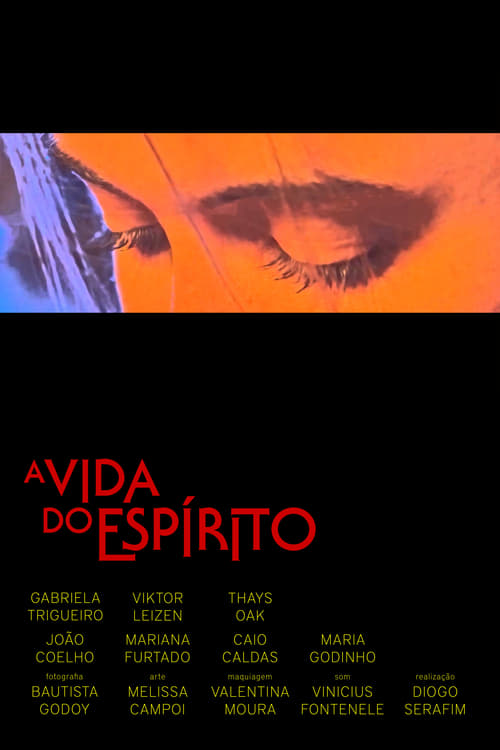 A VIDA
DO ESPÍRITO
GABRIELA TRIGUEIRO
VIKTOR LEIZEN
THAYS OAK
JOÃO COELHO
MARIANA FURTADO
CAIO CALDAS
MARIA GODINHO
fotografia
BAUTISTA GODOY
arte
MELISSA CAMPOI
maquiagem
VALENTINA MOURA
som
VINICIUS FONTENELE
realização
DIOGO SERAFIM